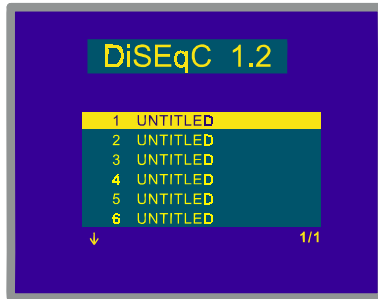 DiSEqC 1.2
1 UNTITLED
2 UNTITLED
3 UNTITLED
4 UNTITLED
5 UNTITLED
6 UNTITLED
↓ 1/1